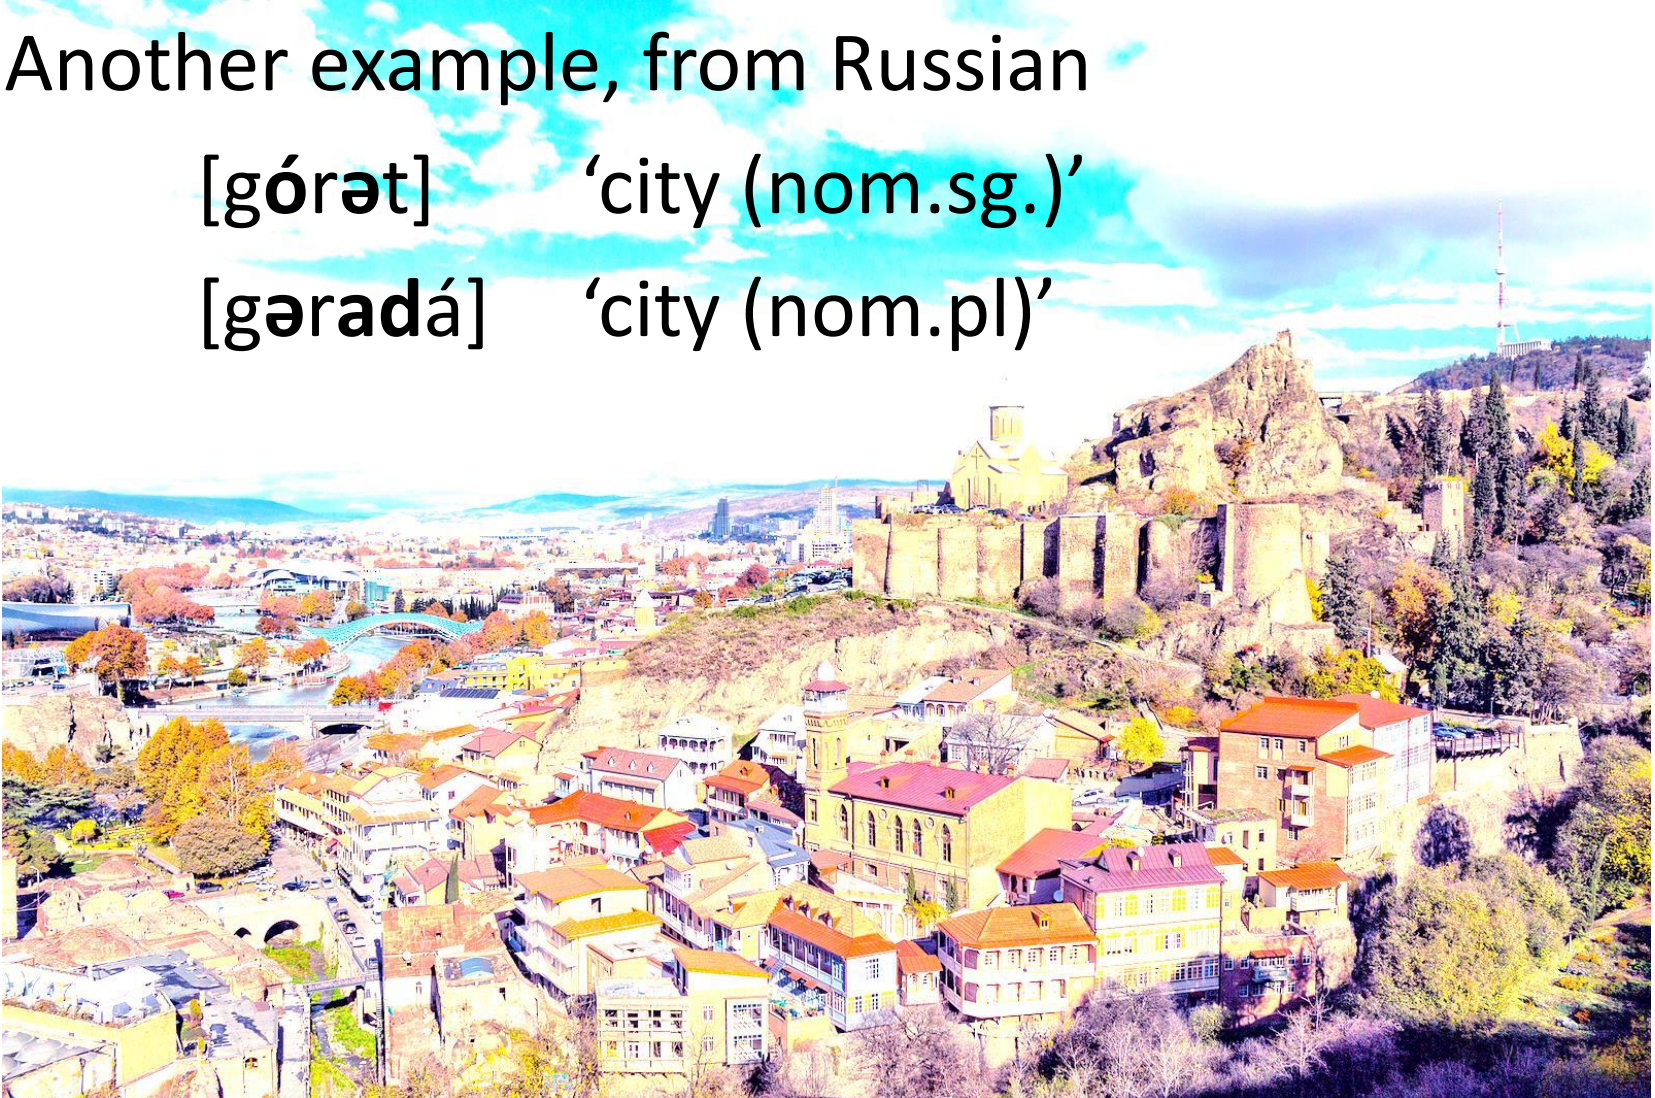 Another example, from Russian
[górət] ‘city (nom.sg.)’
[gəradá] ‘city (nom.pl)’